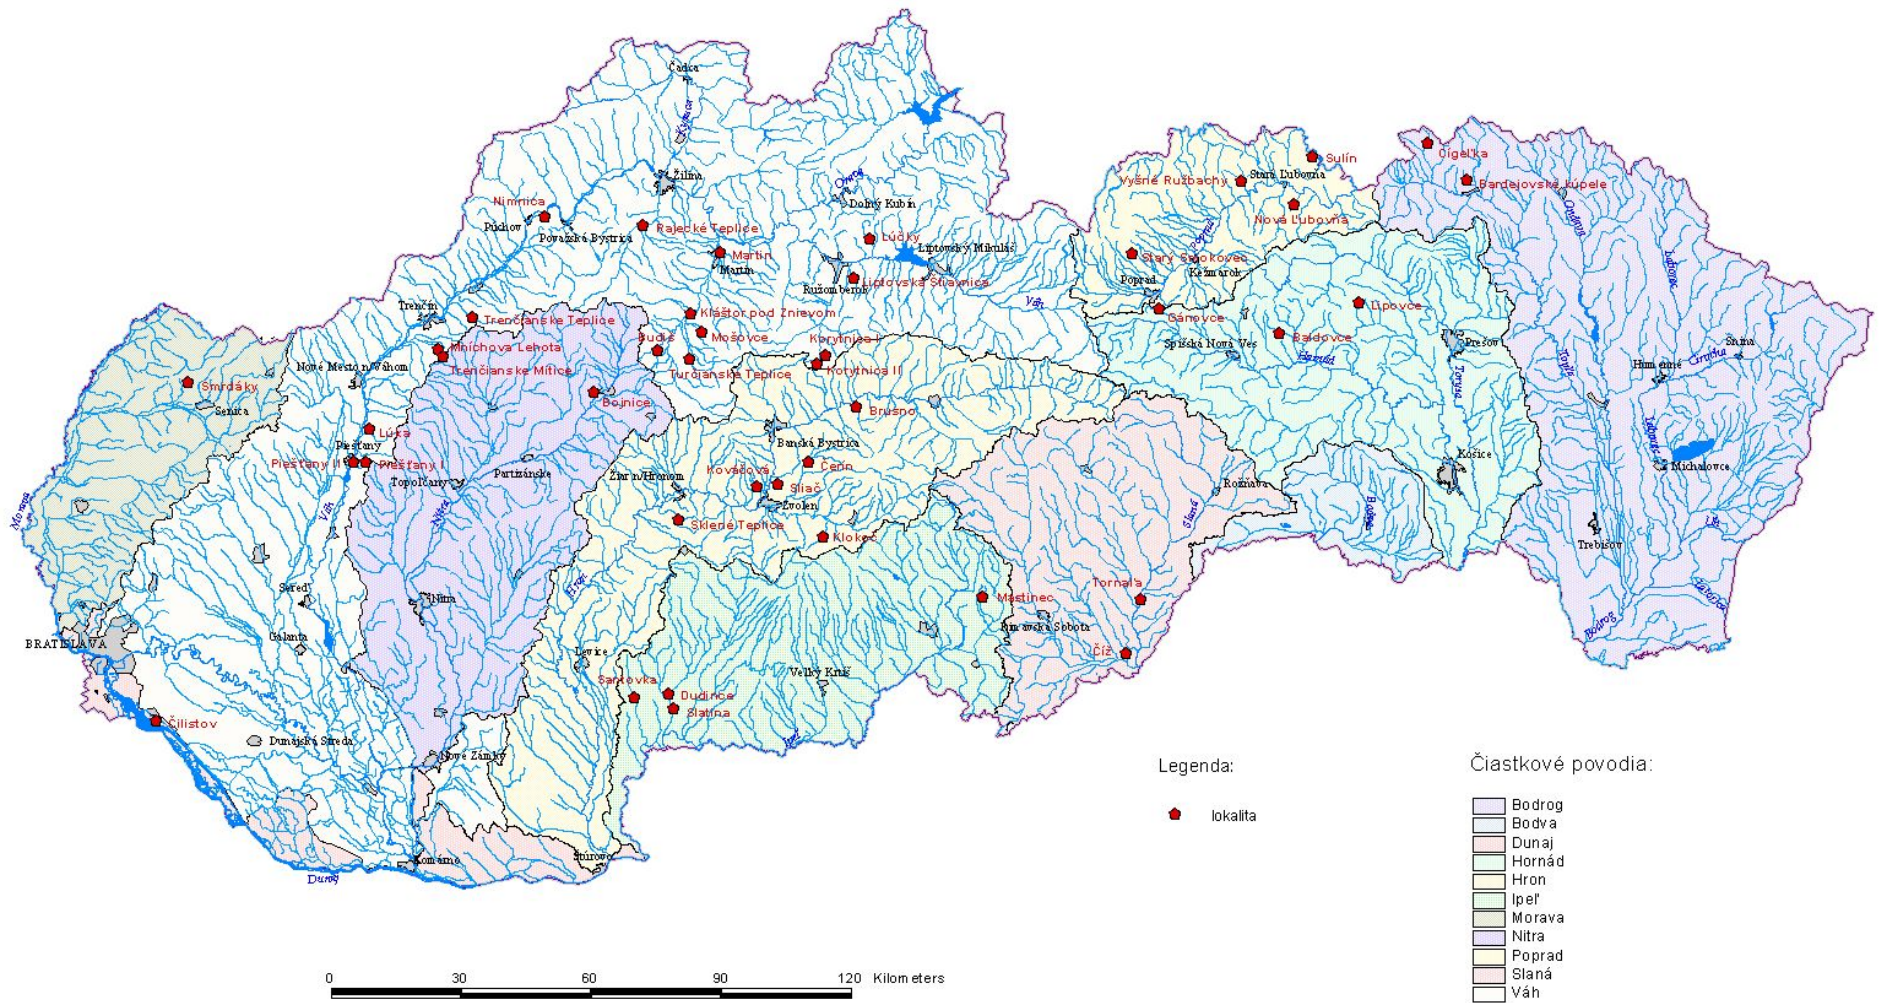 Čadca
Kysuca
Žilina
Orava
Dolný Kubín
Nimnica
Púchov
Považská Bystrica
Rajecké Teplice
Martin
Martin
Lúčky
Liptovský Mikuláš
Ružomberok
Liptovská Štiavnica
Váh
Sulín
Vyšné Ružbachy
Stará Ľubovňa
Nová Ľubovňa
Poprad
Starý Smokovec
Kežmarok
Poprad
Gánovce
Cigeľka
Bardejovské kúpele
Ondava
Laborec
Lipovce
Baldovce
Spišská Nová Ves
Hornád
Prešov
Torysa
Topľa
Humenné
Cirocha
Snina
Laborec
Michalovce
Trenčín
Trenčianske Teplice
Mníchova Lehota
Trenčianske Mitice
Nové Mesto n/Váhom
Kláštor pod Znievom
Mošovce
Budiš
Turčianske Teplice
Korytnica I
Korytnica II
Bojnice
Brusno
Smrdáky
Senica
Lúka
Piešťany
Piešťany II
Piešťany I
Topoľčany
Partizánske
Banská Bystrica
Čerín
Kováčová
Sliač
Zvolen
Žiar n/Hronom
Sklené Teplice
Klokoč
Rožňava
Slaná
Bodva
Košice
Trebišov
Uh
Latorica
Bodrog
Morava
Váh
Nitra
Nitra
Hron
Sereď
Galanta
BRATISLAVA
Levice
Mástinec
Tornaľa
Rimavská Sobota
Číž
Veľký Krtíš
Santovka
Dudince
Slatina
Ipeľ
Čilistov
Dunajská Streda
Nové Zámky
Komárno
Štúrovo
Dunaj
Legenda:
lokalita
Čiastkové povodia:
Bodrog
Bodva
Dunaj
Hornád
Hron
Ipeľ
Morava
Nitra
Poprad
Slaná
Váh
0 30 60 90 120 Kilometers